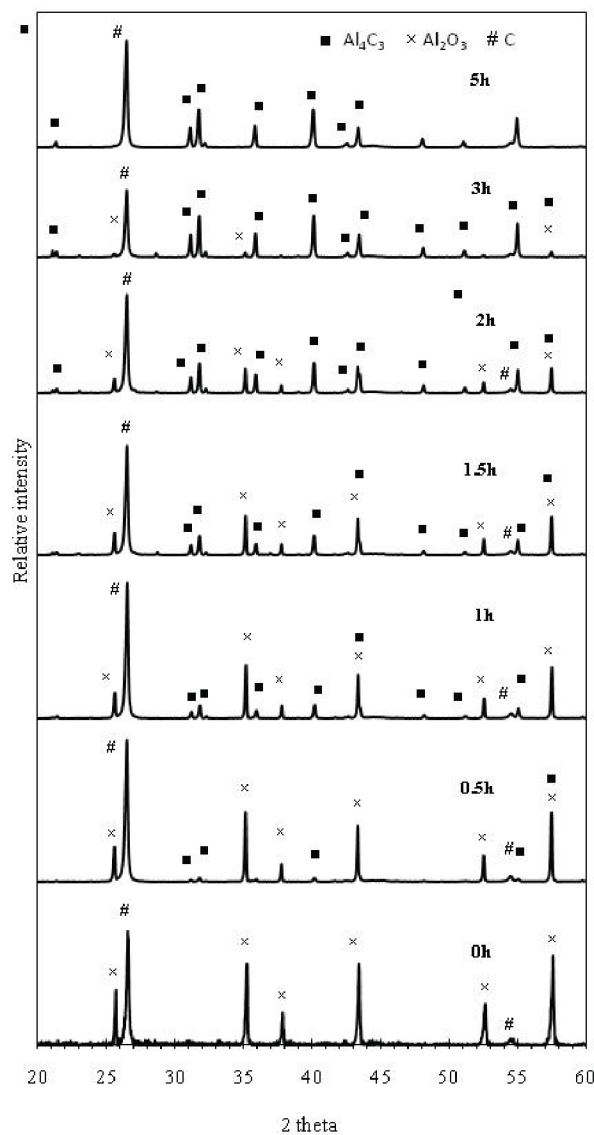 ■ Al₄C₃ × Al₂O₃ # C
#
5h
#
3h
#
2h
#
#
1.5h
#
#
1h
#
#
0.5h
#
#
0h
#
Relative intensity
20 25 30 35 40 45 50 55 60
2 theta